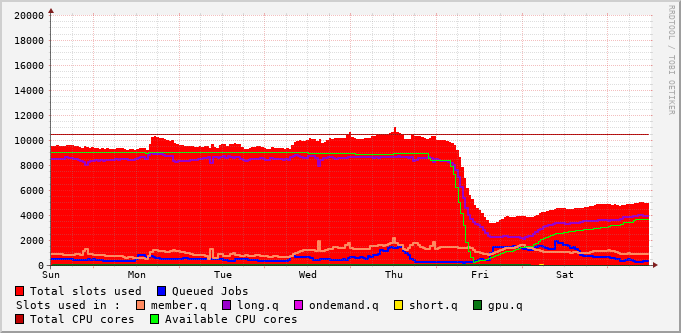 RRDTOOL / TOBI OETIKER
20000
18000
16000
14000
12000
10000
8000
6000
4000
2000
0
Sun Mon Tue Wed Thu Fri Sat
Total slots used Queued Jobs
Slots used in : member.q long.q ondemand.q short.q gpu.q
Total CPU cores Available CPU cores